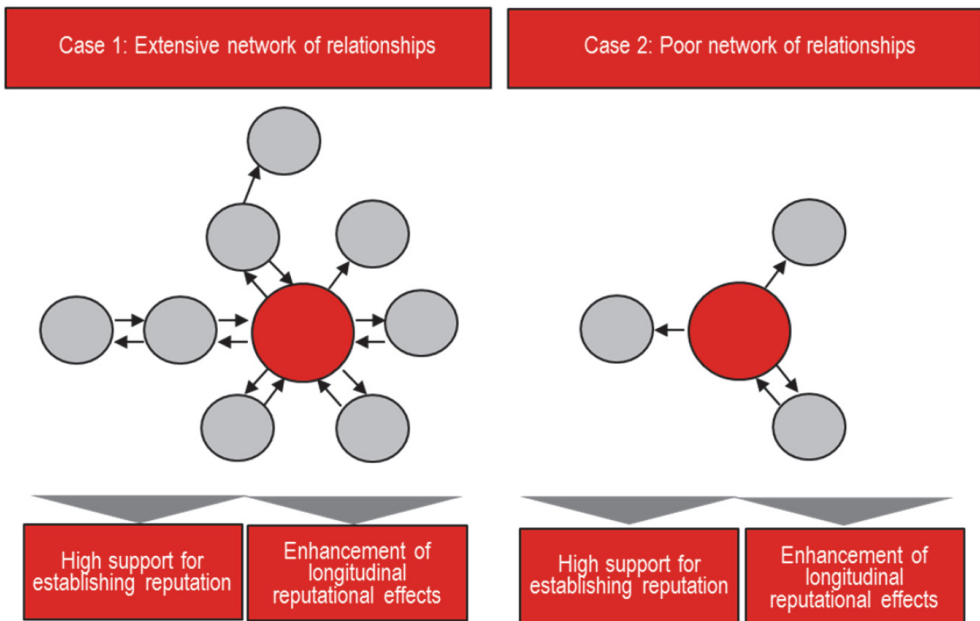 Case 1: Extensive network of relationships
Case 2: Poor network of relationships
High support for
establishing reputation
Enhancement of
longitudinal
reputational effects
High support for
establishing reputation
Enhancement of
longitudinal
reputational effects